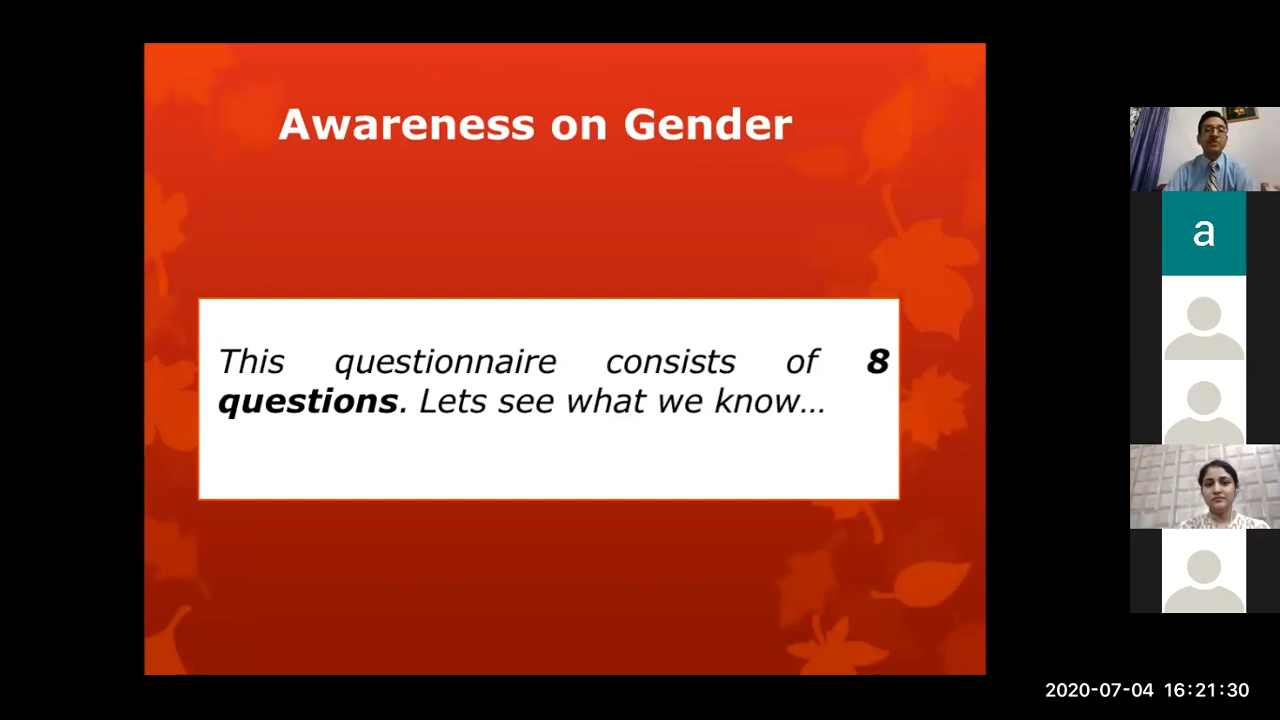 Awareness on Gender
This questionnaire consists of 8
questions. Lets see what we know...
a
2020-07-04 16:21:30